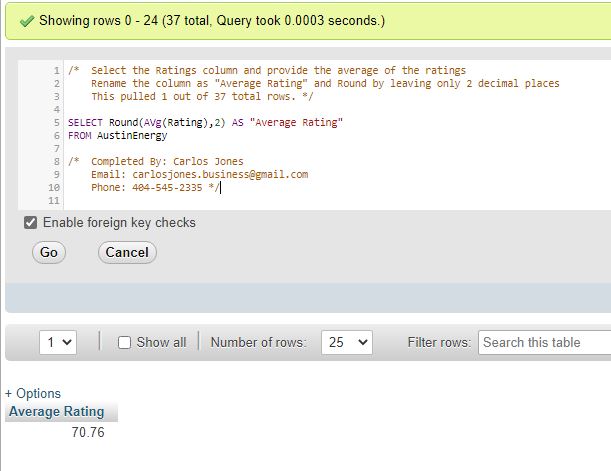 Showing rows 0 - 24 (37 total, Query took 0.0003 seconds.)
1 /* Select the Ratings column and provide the average of the ratings
2 Rename the column as "Average Rating" and Round by leaving only 2 decimal places
3 This pulled 1 out of 37 total rows. */
4
5 SELECT Round(AVg(Rating),2) AS "Average Rating"
6 FROM AustinEnergy
7
8 /* Completed By: Carlos Jones
9 Email: carlosjones.business@gmail.com
10 Phone: 404-545-2335 */
11
Enable foreign key checks
Go Cancel
1 Show all Number of rows: 25 Filter rows: Search this table
+ Options
Average Rating
70.76